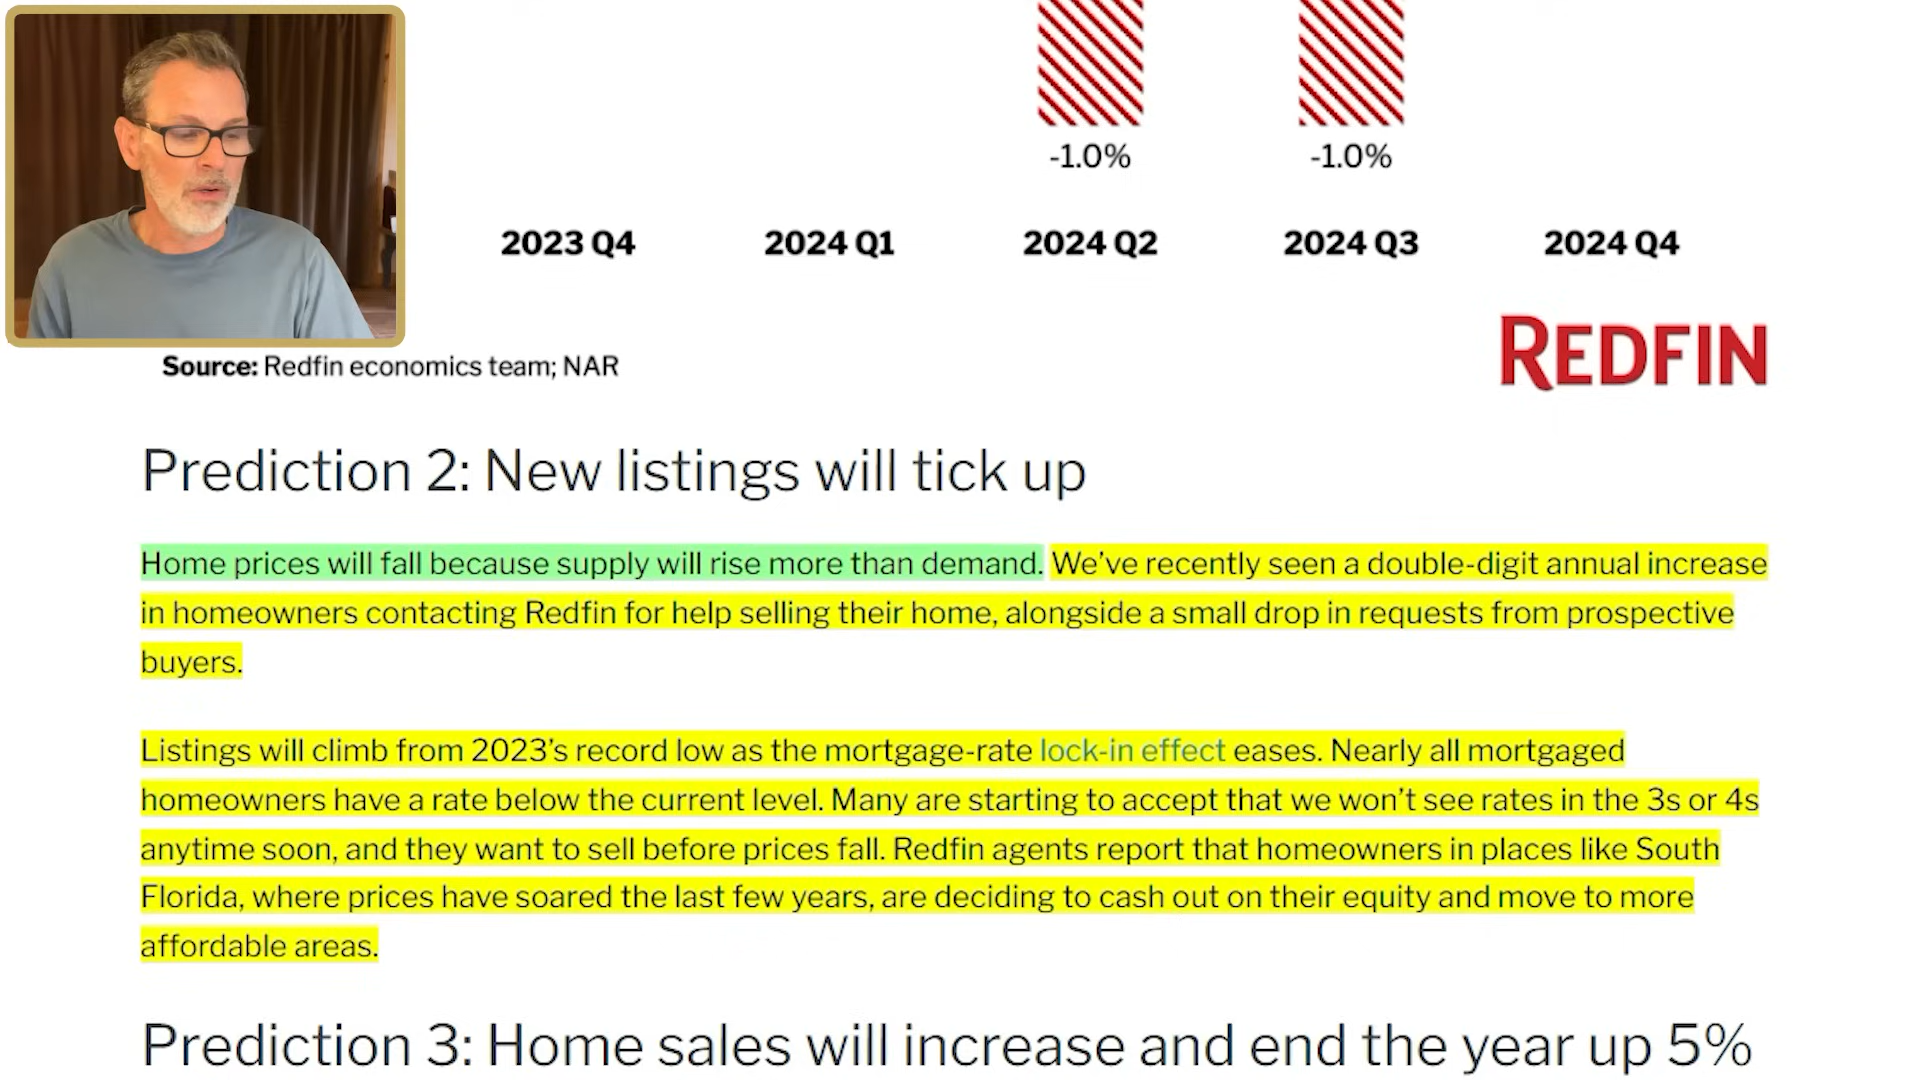 -1.0% -1.0%
2023 Q4 2024 Q1 2024 Q2 2024 Q3 2024 Q4
REDFIN
Source: Redfin economics team; NAR
Prediction 2: New listings will tick up
Home prices will fall because supply will rise more than demand. We’ve recently seen a double-digit annual increase
in homeowners contacting Redfin for help selling their home, alongside a small drop in requests from prospective
buyers.
Listings will climb from 2023’s record low as the mortgage-rate lock-in effect eases. Nearly all mortgaged
homeowners have a rate below the current level. Many are starting to accept that we won’t see rates in the 3s or 4s
anytime soon, and they want to sell before prices fall. Redfin agents report that homeowners in places like South
Florida, where prices have soared the last few years, are deciding to cash out on their equity and move to more
affordable areas.
Prediction 3: Home sales will increase and end the year up 5%